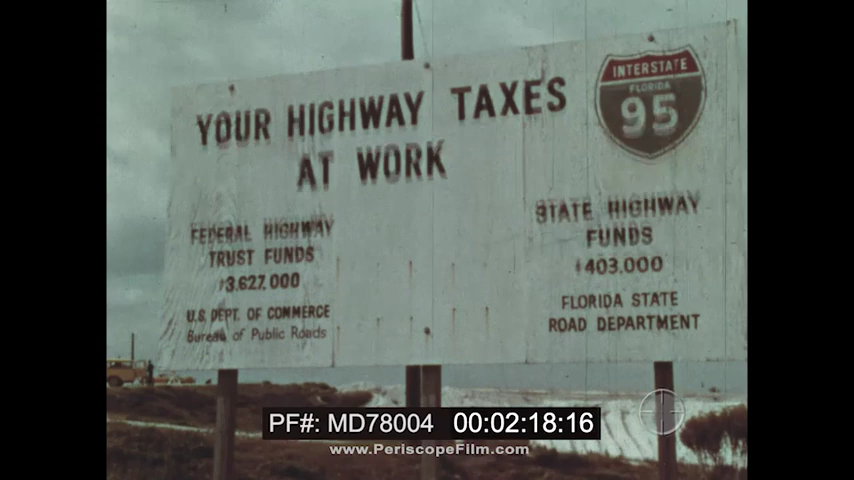 YOUR HIGHWAY TAXES
AT WORK
INTERSTATE
FLORIDA
95
FEDERAL HIGHWAY
TRUST FUNDS
$3,627,000
U.S. DEPT. OF COMMERCE
Bureau of Public Roads
STATE HIGHWAY
FUNDS
$403,000
FLORIDA STATE
ROAD DEPARTMENT
PF#: MD78004 00:02:18:16
www.PeriscopeFilm.com